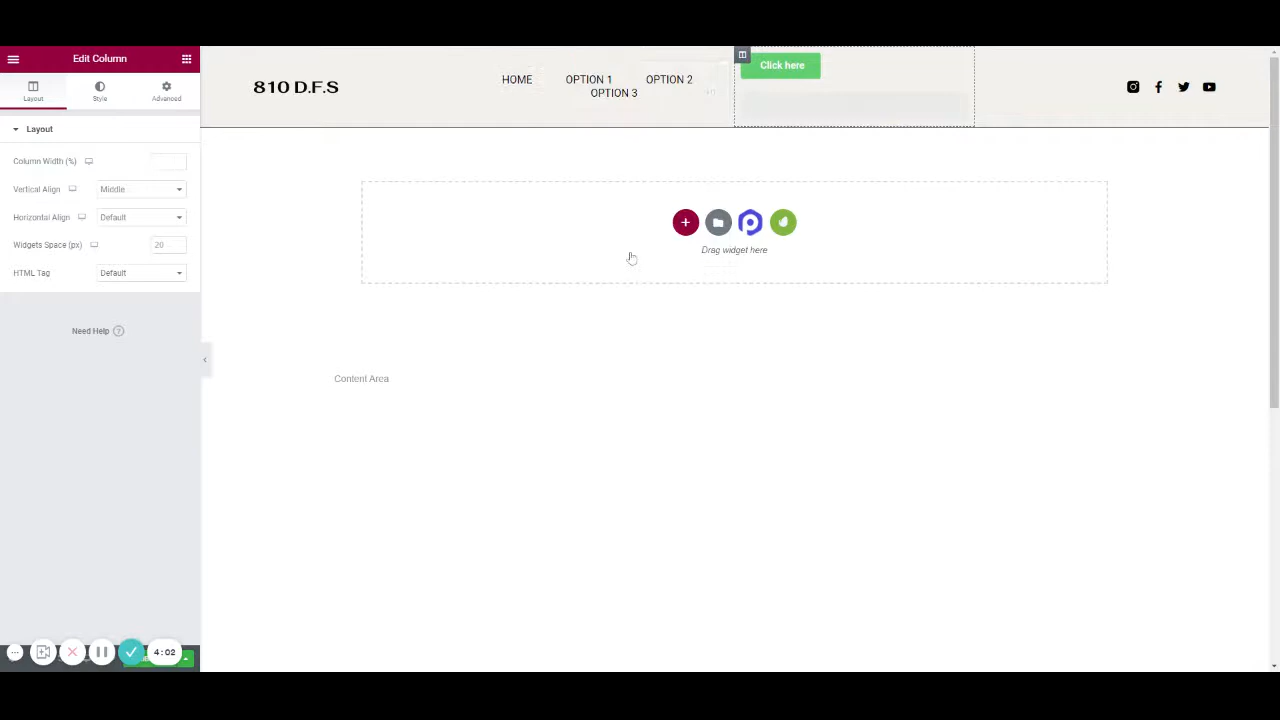 Edit Column
Layout
Style
Advanced
Layout
Column Width (%)
Vertical Align
Middle
Horizontal Align
Default
Widgets Space (px)
20
HTML Tag
Default
Need Help ?
4:02
810 D.F.S
HOME OPTION 1 OPTION 2
OPTION 3
Click here
Drag widget here
Content Area